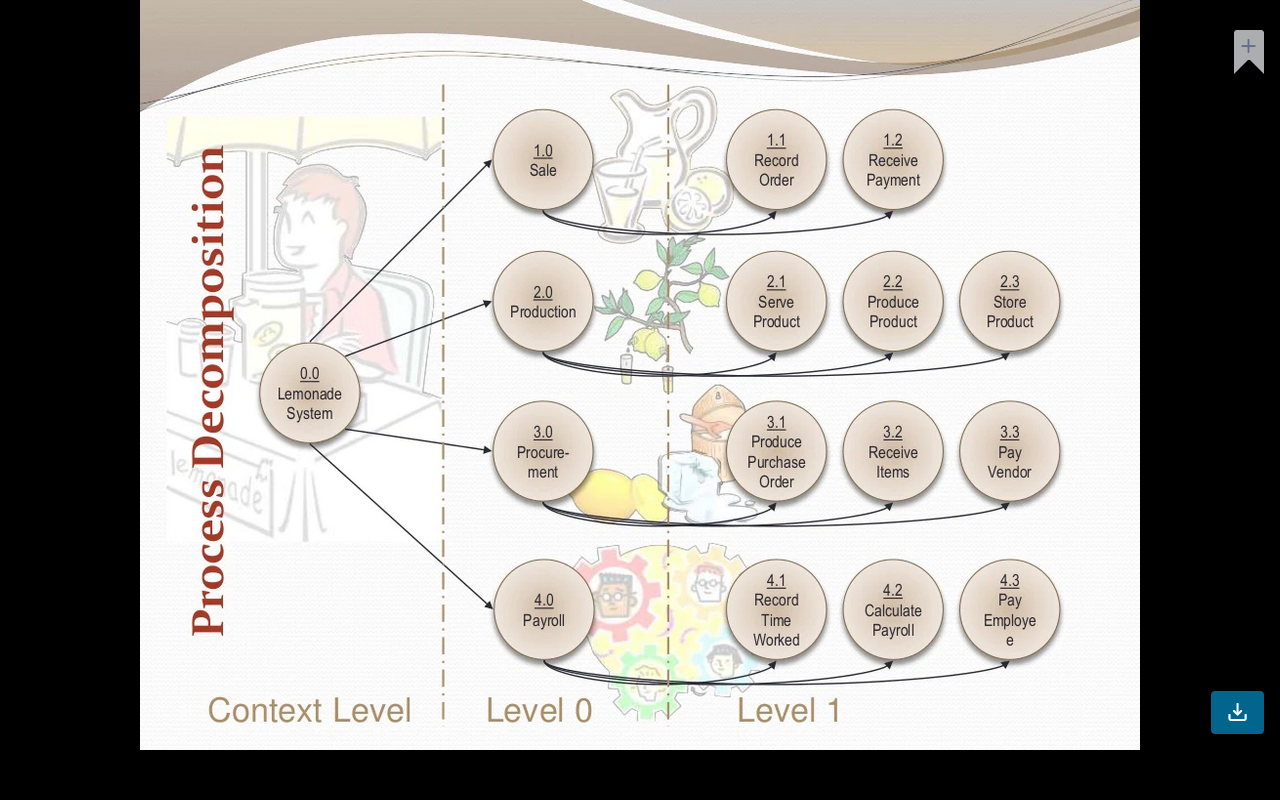 Process Decomposition
lemonade
0.0
Lemonade
System
1.0
Sale
1.1
Record
Order
1.2
Receive
Payment
2.0
Production
2.1
Serve
Product
2.2
Produce
Product
2.3
Store
Product
3.0
Procure-
ment
3.1
Produce
Purchase
Order
3.2
Receive
Items
3.3
Pay
Vendor
4.0
Payroll
4.1
Record
Time
Worked
4.2
Calculate
Payroll
4.3
Pay
Employe
e
Context Level
Level 0
Level 1